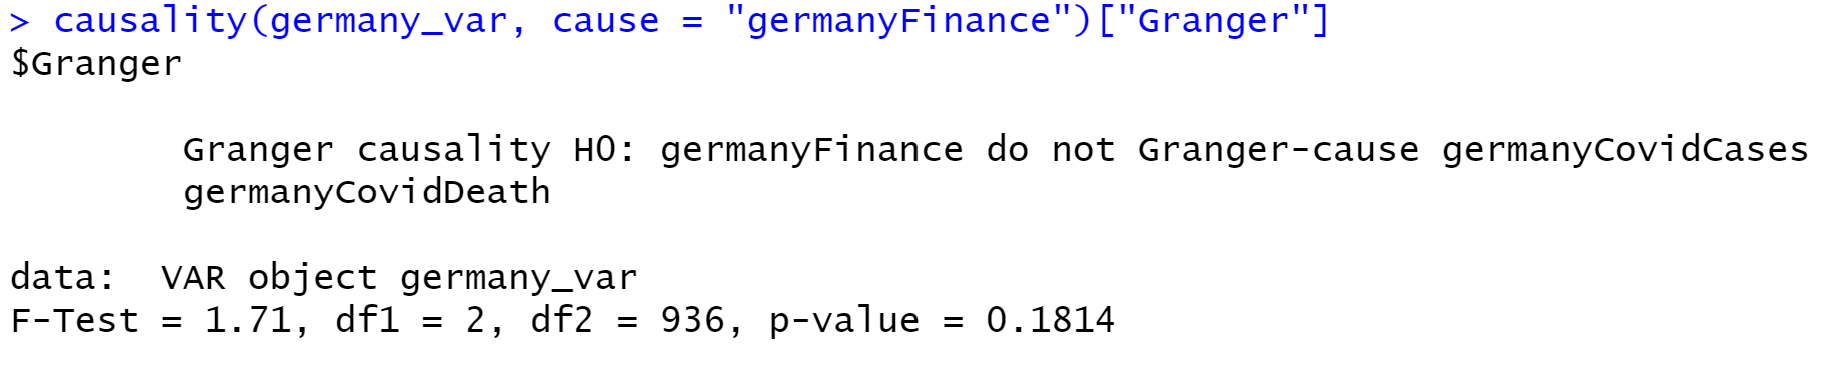 > causality(germany_var, cause = "germanyFinance")["Granger"]
$Granger
Granger causality H0: germanyFinance do not Granger-cause germanyCovidCases
germanyCovidDeath
data:  VAR object germany_var
F-Test = 1.71, df1 = 2, df2 = 936, p-value = 0.1814